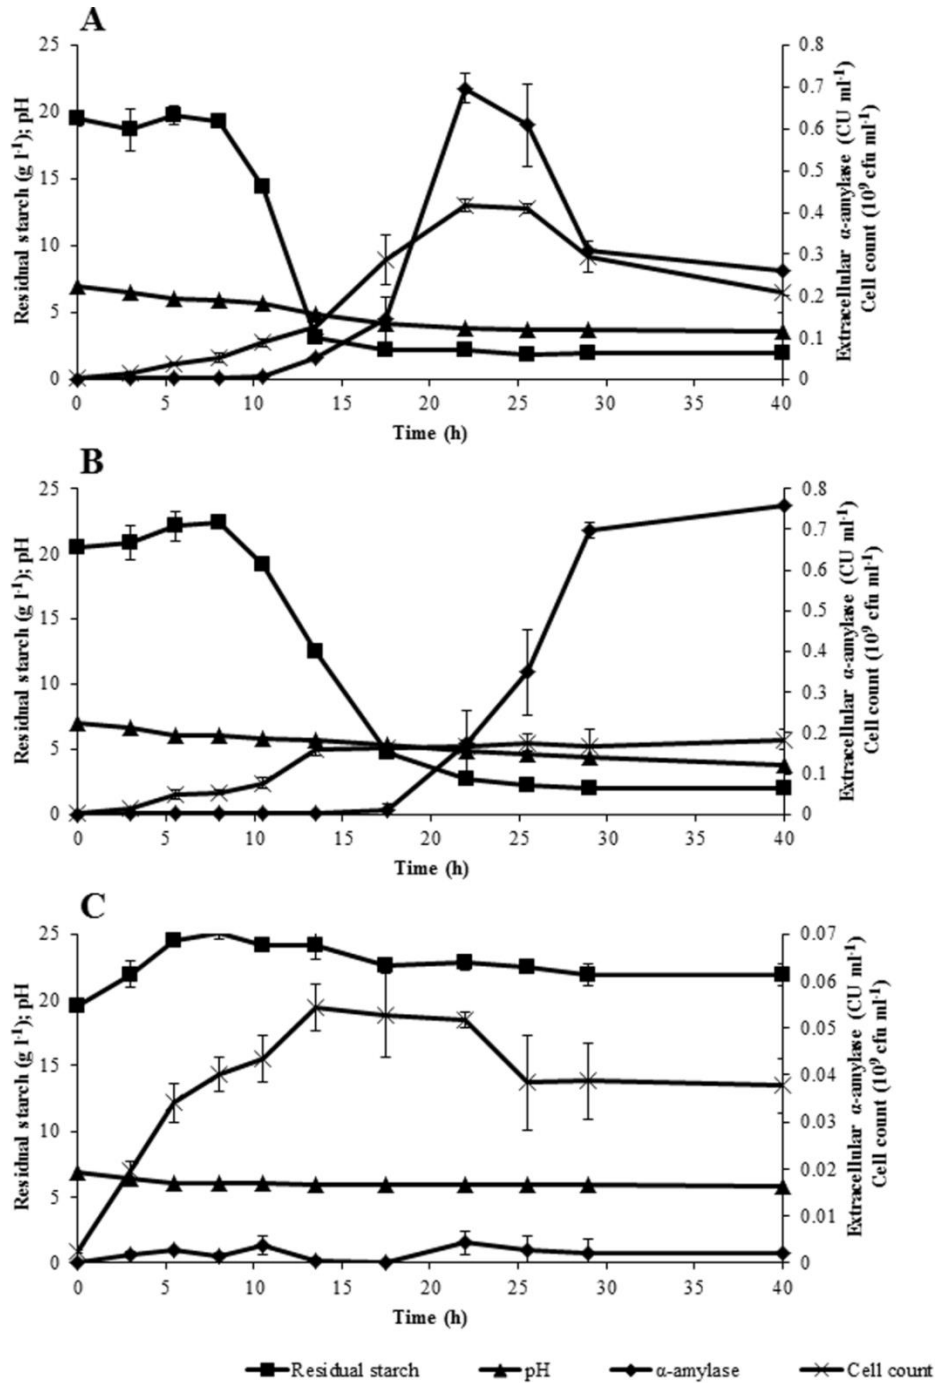 A
25
20
15
10
5
0
Residual starch (g l⁻¹); pH
0.8
0.7
0.6
0.5
0.4
0.3
0.2
0.1
0
Extracellular α-amylase (CU ml⁻¹)
Cell count (10⁹ cfu ml⁻¹)
0 5 10 15 20 25 30 35 40
Time (h)
B
25
20
15
10
5
0
Residual starch (g l⁻¹); pH
0.8
0.7
0.6
0.5
0.4
0.3
0.2
0.1
0
Extracellular α-amylase (CU ml⁻¹)
Cell count (10⁹ cfu ml⁻¹)
0 5 10 15 20 25 30 35 40
Time (h)
C
25
20
15
10
5
0
Residual starch (g l⁻¹); pH
0.07
0.06
0.05
0.04
0.03
0.02
0.01
0
Extracellular α-amylase (CU ml⁻¹)
Cell count (10⁹ cfu ml⁻¹)
0 5 10 15 20 25 30 35 40
Time (h)
Residual starch pH α-amylase Cell count